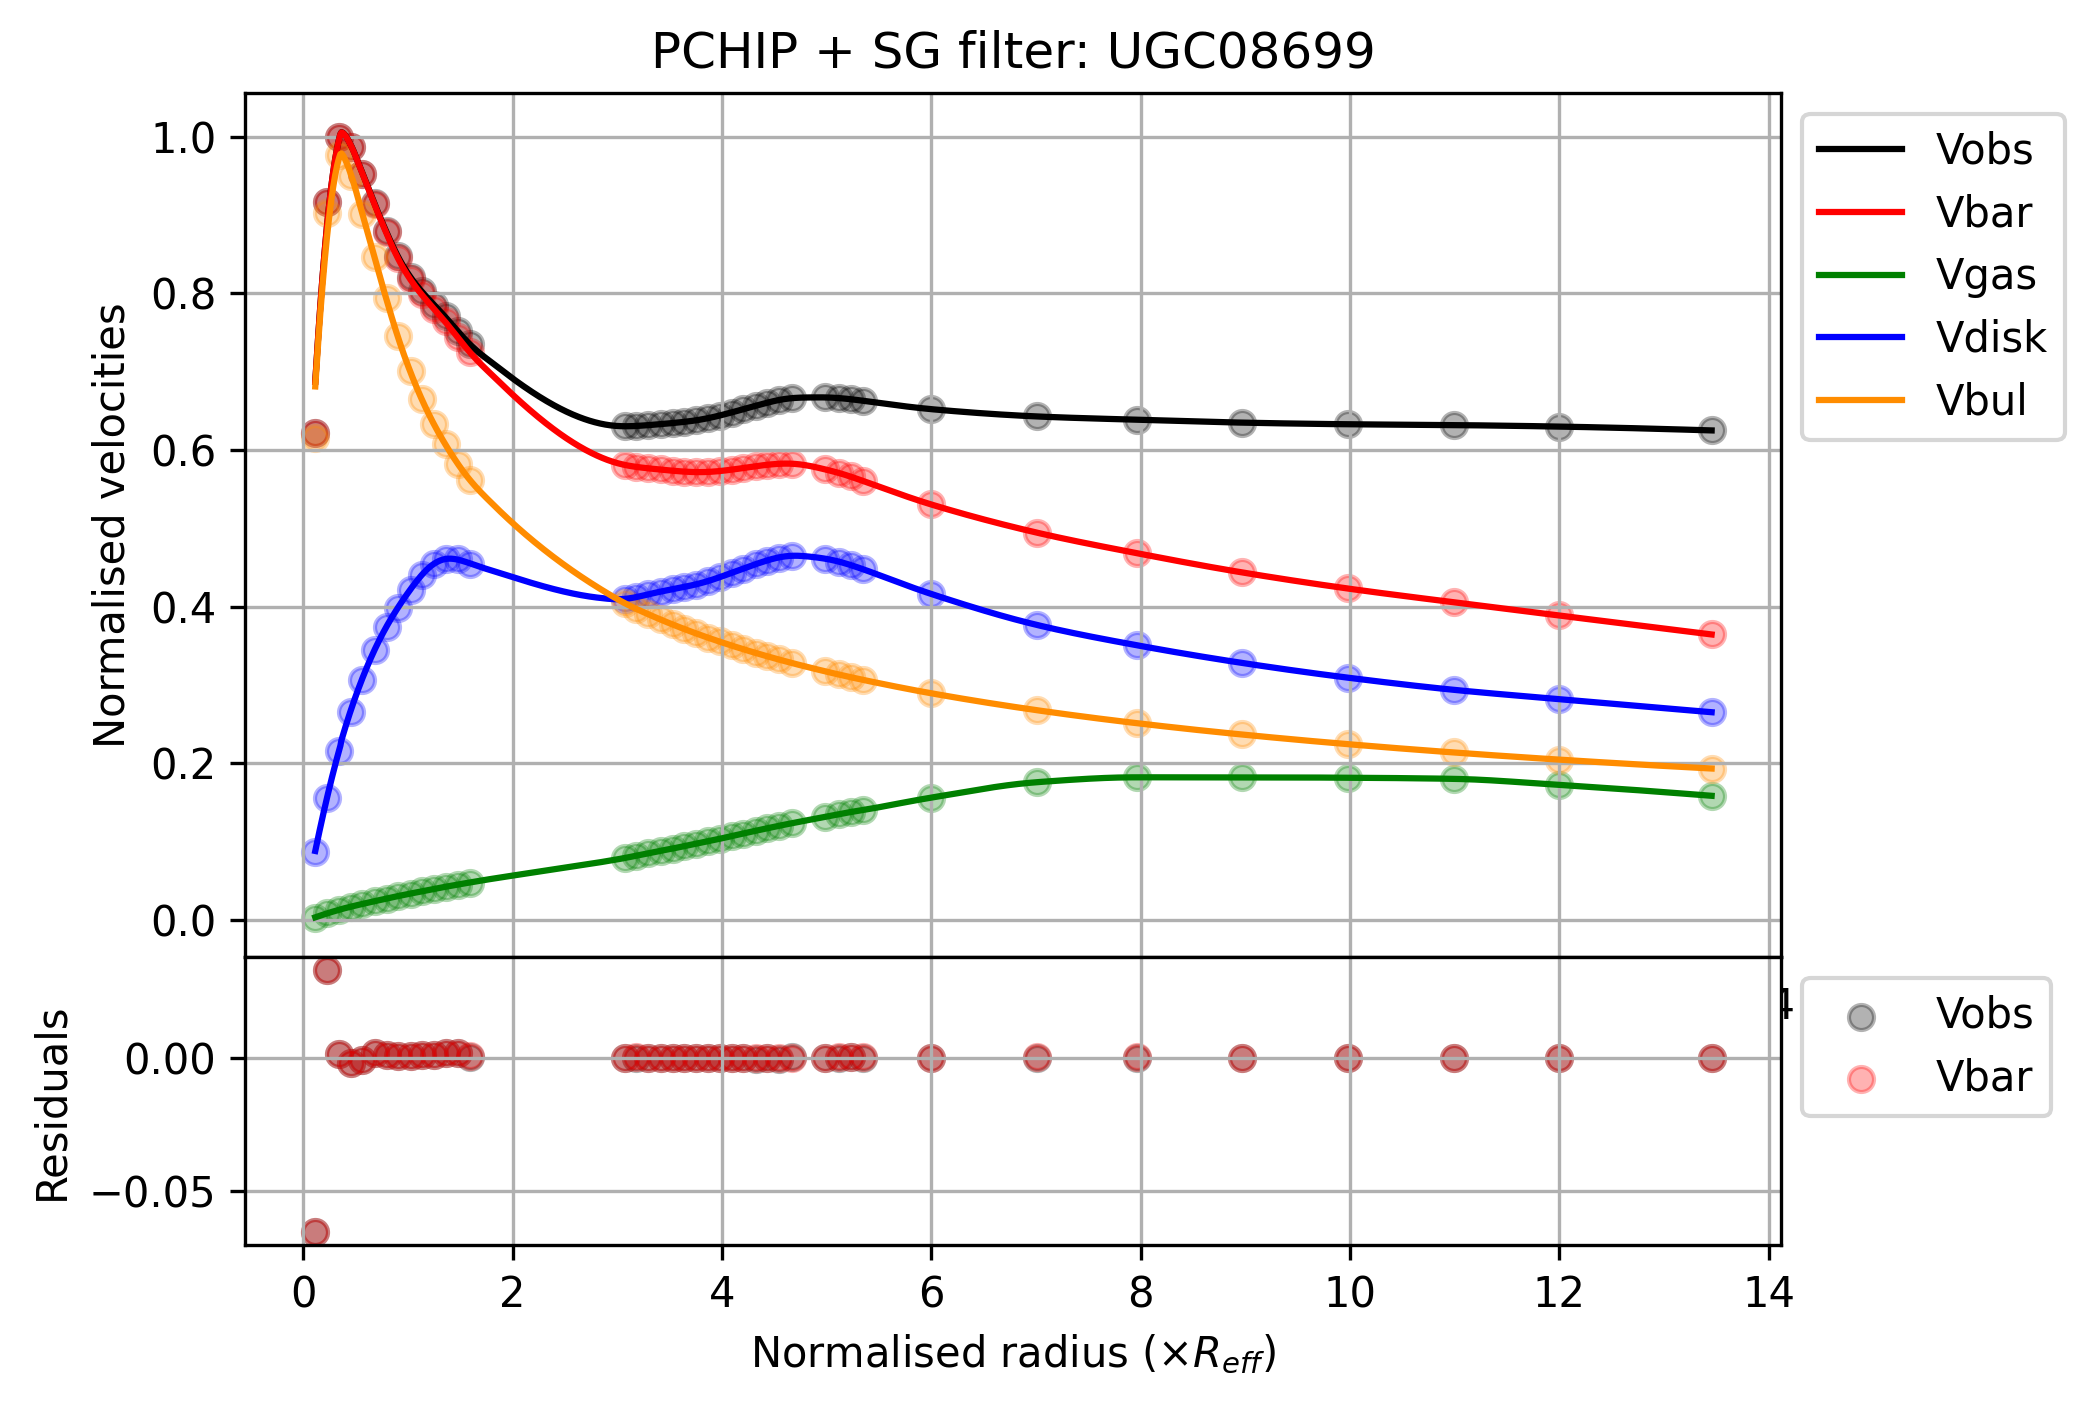 PCHIP + SG filter: UGC08699
Normalised velocities
1.0
0.8
0.6
0.4
0.2
0.0
Vobs
Vbar
Vgas
Vdisk
Vbul
Residuals
0.00
−0.05
4
Vobs
Vbar
0 2 4 6 8 10 12 14
Normalised radius (×R_eff)